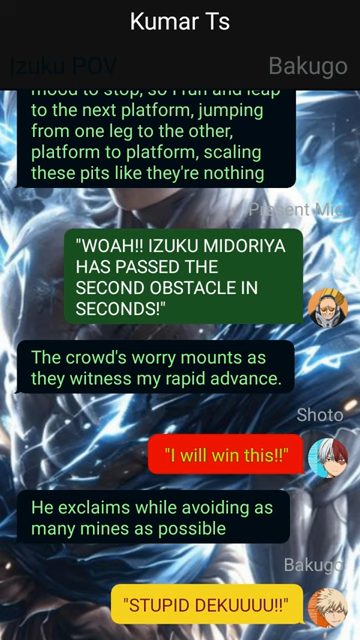 Kumar Ts
Izuku POV
Bakugo
mood to stop, so I run and leap
to the next platform, jumping
from one leg to the other,
platform to platform, scaling
these pits like they're nothing
Present Mic
"WOAH!! IZUKU MIDORIYA
HAS PASSED THE
SECOND OBSTACLE IN
SECONDS!"
The crowd's worry mounts as
they witness my rapid advance.
Shoto
"I will win this!!"
He exclaims while avoiding as
many mines as possible
Bakugo
"STUPID DEKUUUU!!"